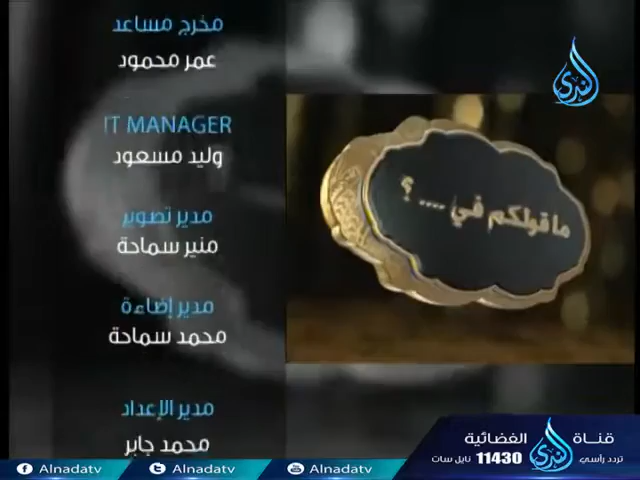 مخرج مساعد
عمر محمود
IT MANAGER
وليد مسعود
مدير تصوير
منير سماحة
مدير إضاءة
محمد سماحة
مدير الإعداد
محمد جابر
الندى
ما قولكم في .... ؟
قناة الندى الفضائية
تردد رأسي 11430 نايل سات
Alnadatv
Alnadatv
Alnadatv